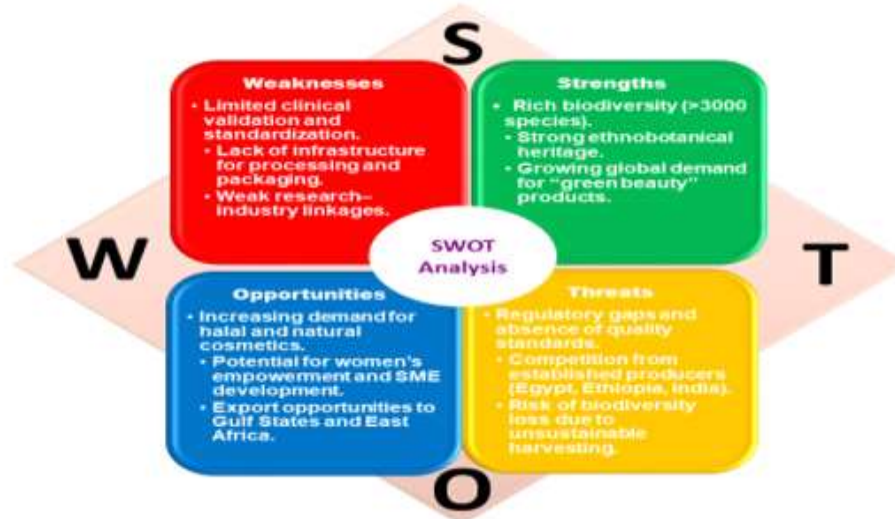 S
Weaknesses
• Limited clinical
validation and
standardization.
• Lack of infrastructure
for processing and
packaging.
• Weak research–
industry linkages.
Strengths
• Rich biodiversity (>3000
species).
• Strong ethnobotanical
heritage.
• Growing global demand
for “green beauty”
products.
W
SWOT
Analysis
T
Opportunities
• Increasing demand for
halal and natural
cosmetics.
• Potential for women's
empowerment and SME
development.
• Export opportunities to
Gulf States and East
Africa.
Threats
• Regulatory gaps and
absence of quality
standards.
• Competition from
established producers
(Egypt, Ethiopia, India).
• Risk of biodiversity
loss due to
unsustainable
harvesting.
O